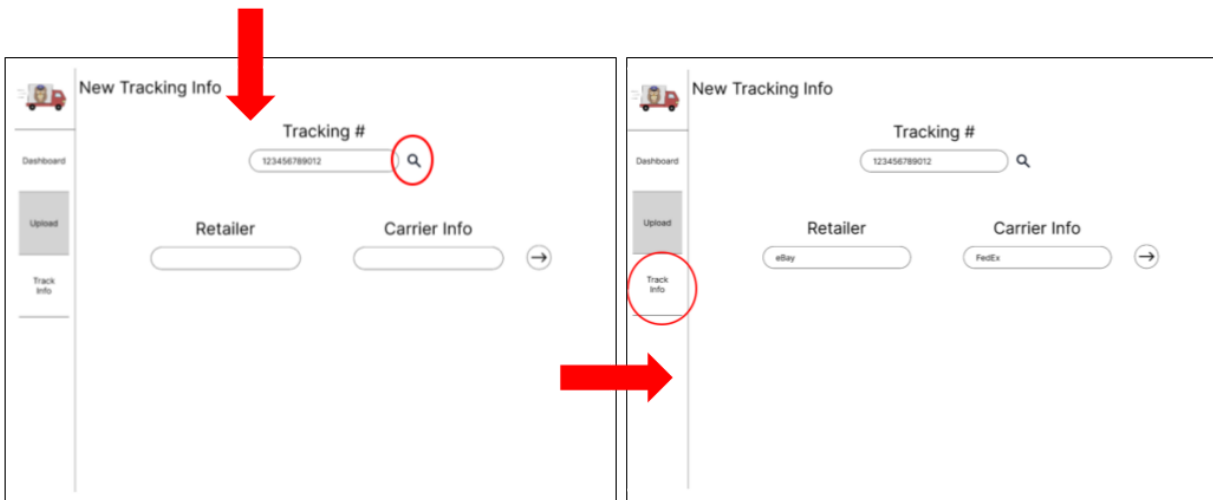 New Tracking Info
Tracking #
123456789012
Dashboard
Upload
Retailer
Carrier Info
Track
Info
New Tracking Info
Tracking #
123456789012
Dashboard
Upload
Retailer
Carrier Info
eBay
FedEx
Track
Info